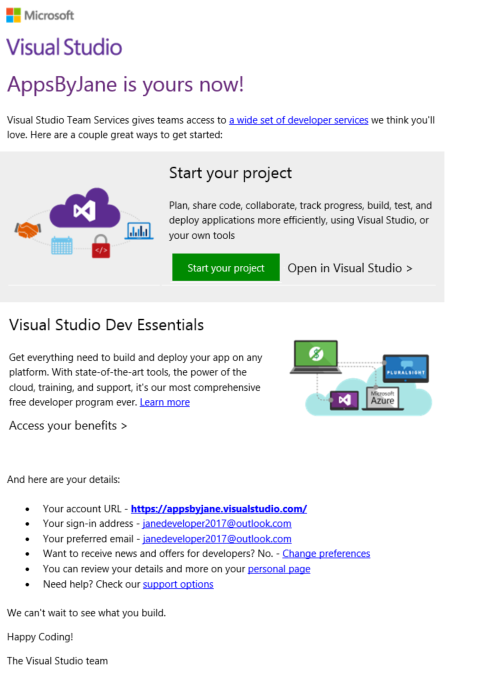 Microsoft
Visual Studio
AppsByJane is yours now!
Visual Studio Team Services gives teams access to a wide set of developer services we think you'll
love. Here are a couple great ways to get started:
Start your project
Plan, share code, collaborate, track progress, build, test, and
deploy applications more efficiently, using Visual Studio, or
your own tools
Start your project Open in Visual Studio >
</>
Visual Studio Dev Essentials
Get everything need to build and deploy your app on any
platform. With state-of-the-art tools, the power of the
cloud, training, and support, it's our most comprehensive
free developer program ever. Learn more
Access your benefits >
PLURALSIGHT
Microsoft
Azure
And here are your details:
• Your account URL - https://appsbyjane.visualstudio.com/
• Your sign-in address - janedeveloper2017@outlook.com
• Your preferred email - janedeveloper2017@outlook.com
• Want to receive news and offers for developers? No. - Change preferences
• You can review your details and more on your personal page
• Need help? Check our support options
We can't wait to see what you build.
Happy Coding!
The Visual Studio team